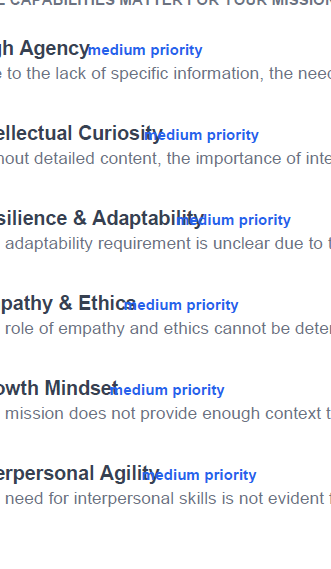 CAPABILITIES MATTER FOR YOUR MISSION
gh Agency medium priority
e to the lack of specific information, the nee
ellectual Curiosity medium priority
hout detailed content, the importance of inte
silience & Adaptability medium priority
adaptability requirement is unclear due to t
pathy & Ethics medium priority
role of empathy and ethics cannot be deter
owth Mindset medium priority
mission does not provide enough context t
erpersonal Agility medium priority
need for interpersonal skills is not evident f